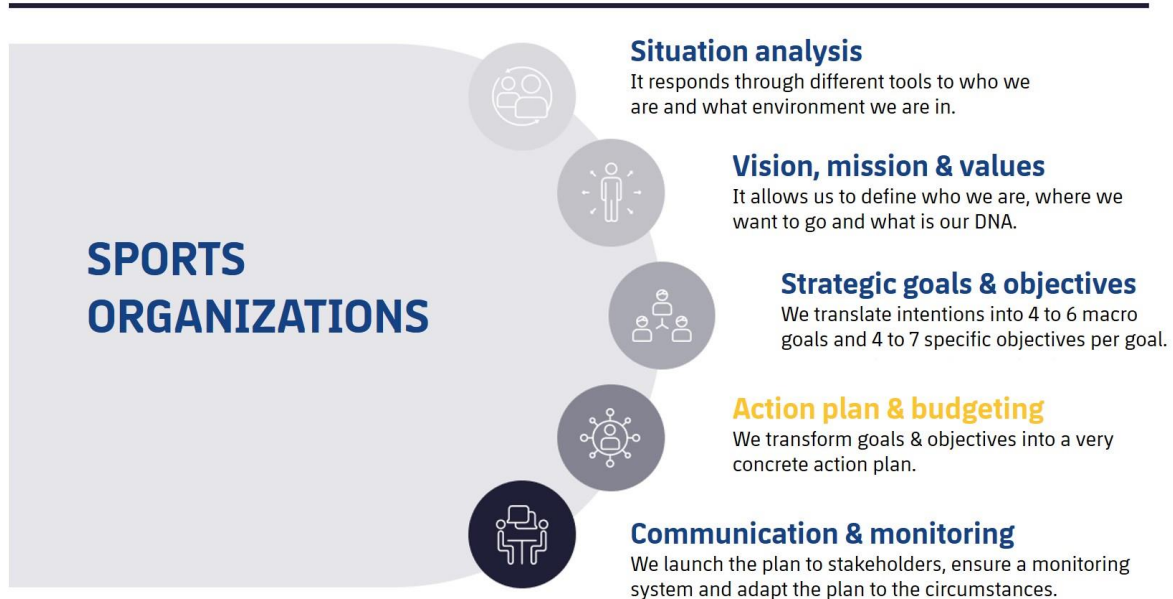 SPORTS
ORGANIZATIONS
Situation analysis
It responds through different tools to who we
are and what environment we are in.
Vision, mission & values
It allows us to define who we are, where we
want to go and what is our DNA.
Strategic goals & objectives
We translate intentions into 4 to 6 macro
goals and 4 to 7 specific objectives per goal.
Action plan & budgeting
We transform goals & objectives into a very
concrete action plan.
Communication & monitoring
We launch the plan to stakeholders, ensure a monitoring
system and adapt the plan to the circumstances.